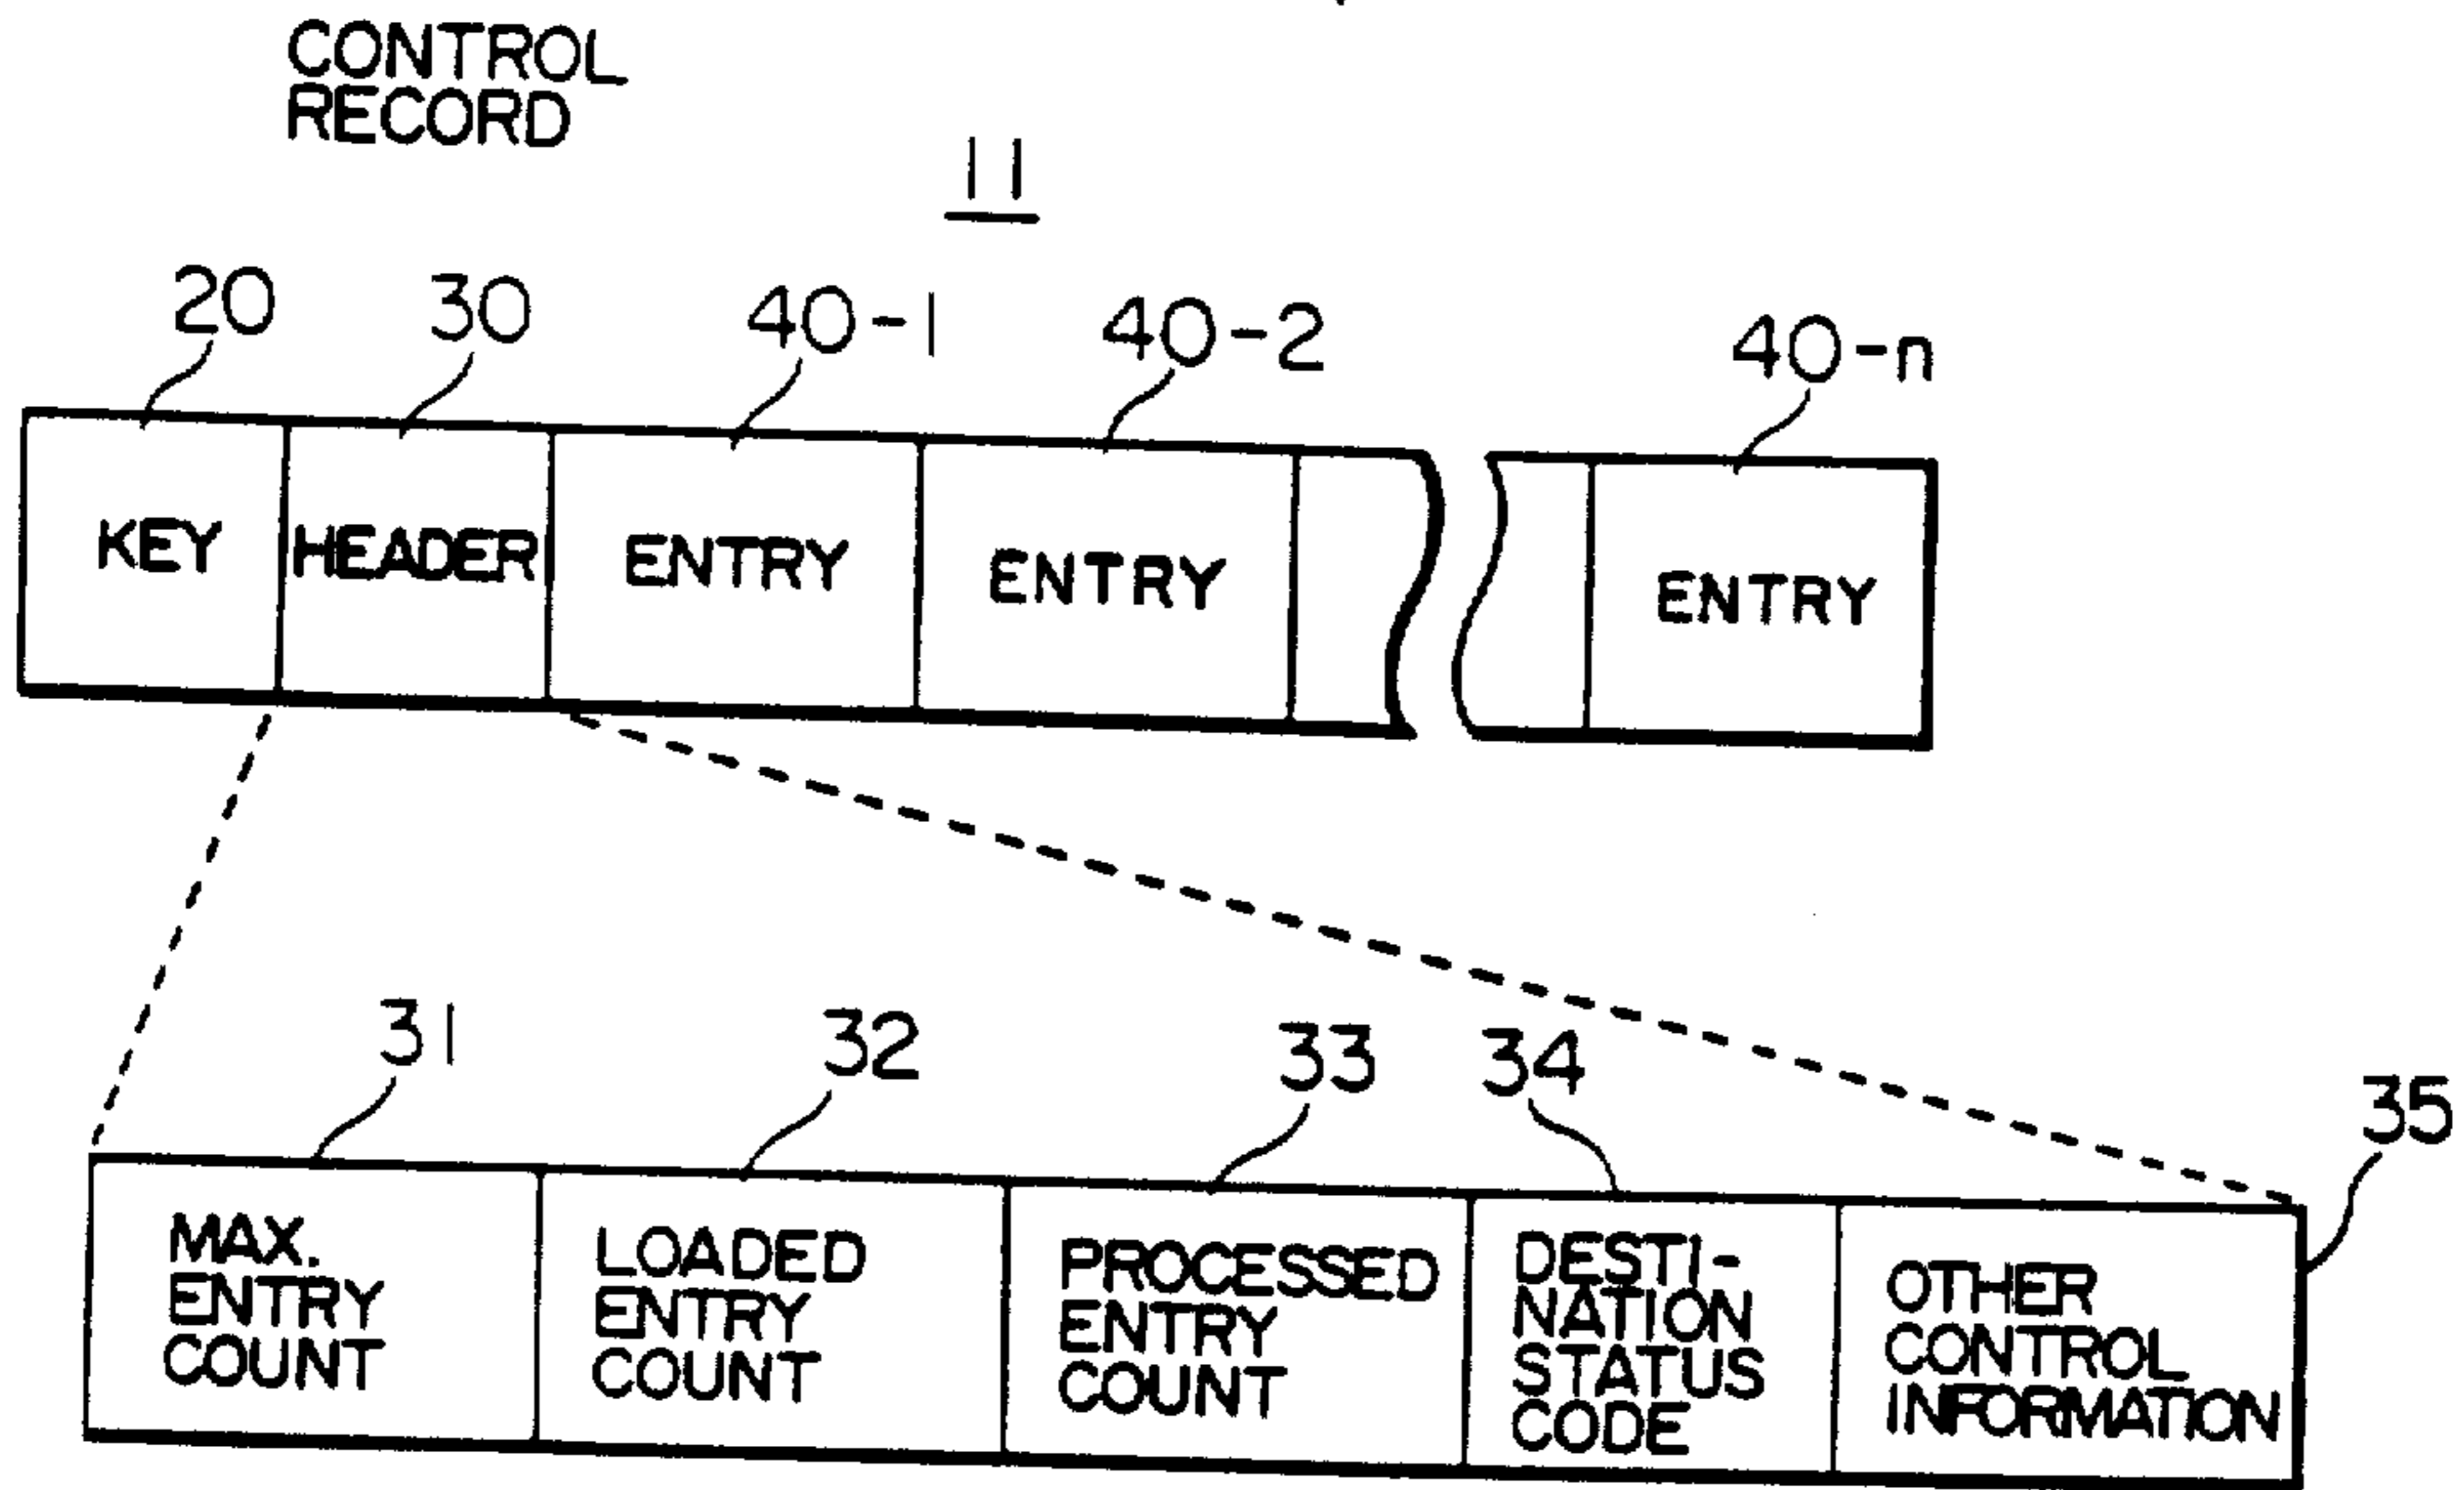 CONTROL
RECORD
11
20
30
40-1
40-2
40-n
KEY
HEADER
ENTRY
ENTRY
ENTRY
31
32
33
34
35
MAX.
ENTRY
COUNT
LOADED
ENTRY
COUNT
PROCESSED
ENTRY
COUNT
DESTI-
NATION
STATUS
CODE
OTHER
CONTROL
INFORMATION